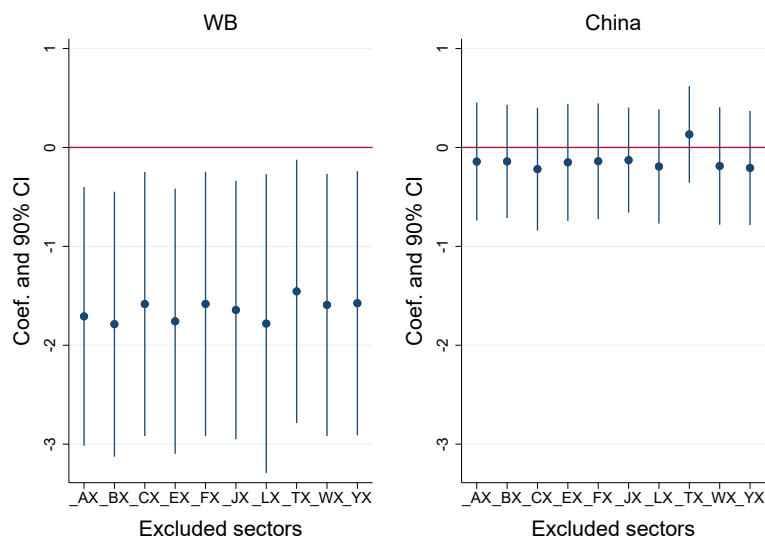 WB
Coef. and 90% CI
1
0
-1
-2
-3
_AX _BX _CX _EX _FX _JX _LX _TX _WX _YX
Excluded sectors
China
Coef. and 90% CI
1
0
-1
-2
-3
_AX _BX _CX _EX _FX _JX _LX _TX _WX _YX
Excluded sectors